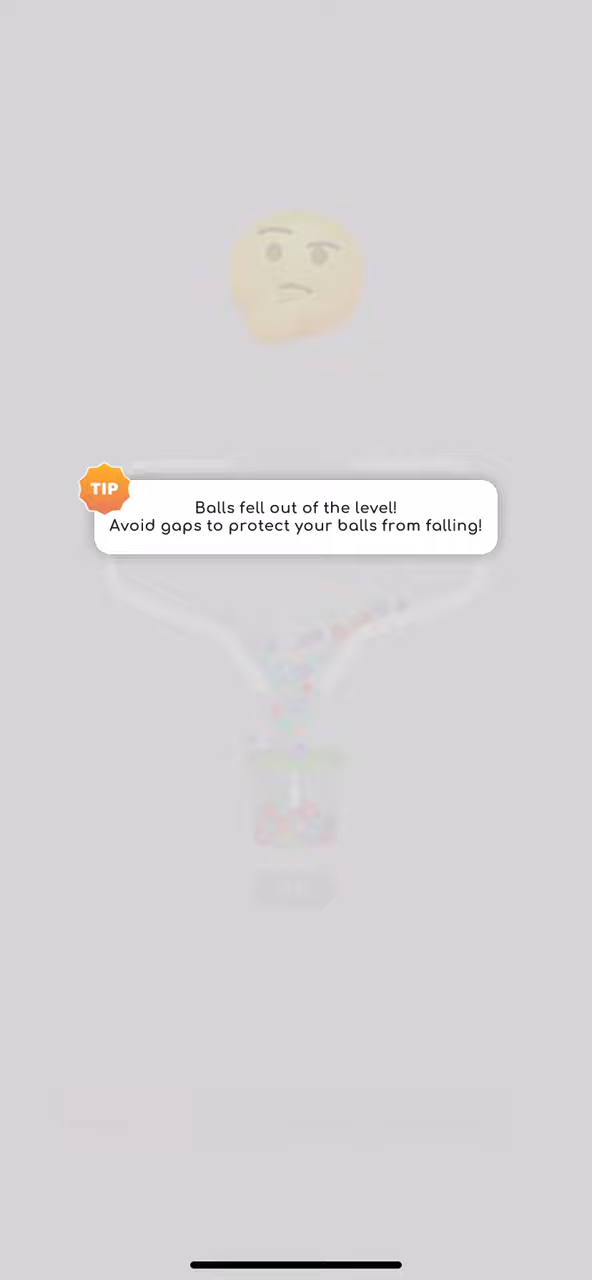 TIP
Balls fell out of the level!
Avoid gaps to protect your balls from falling!